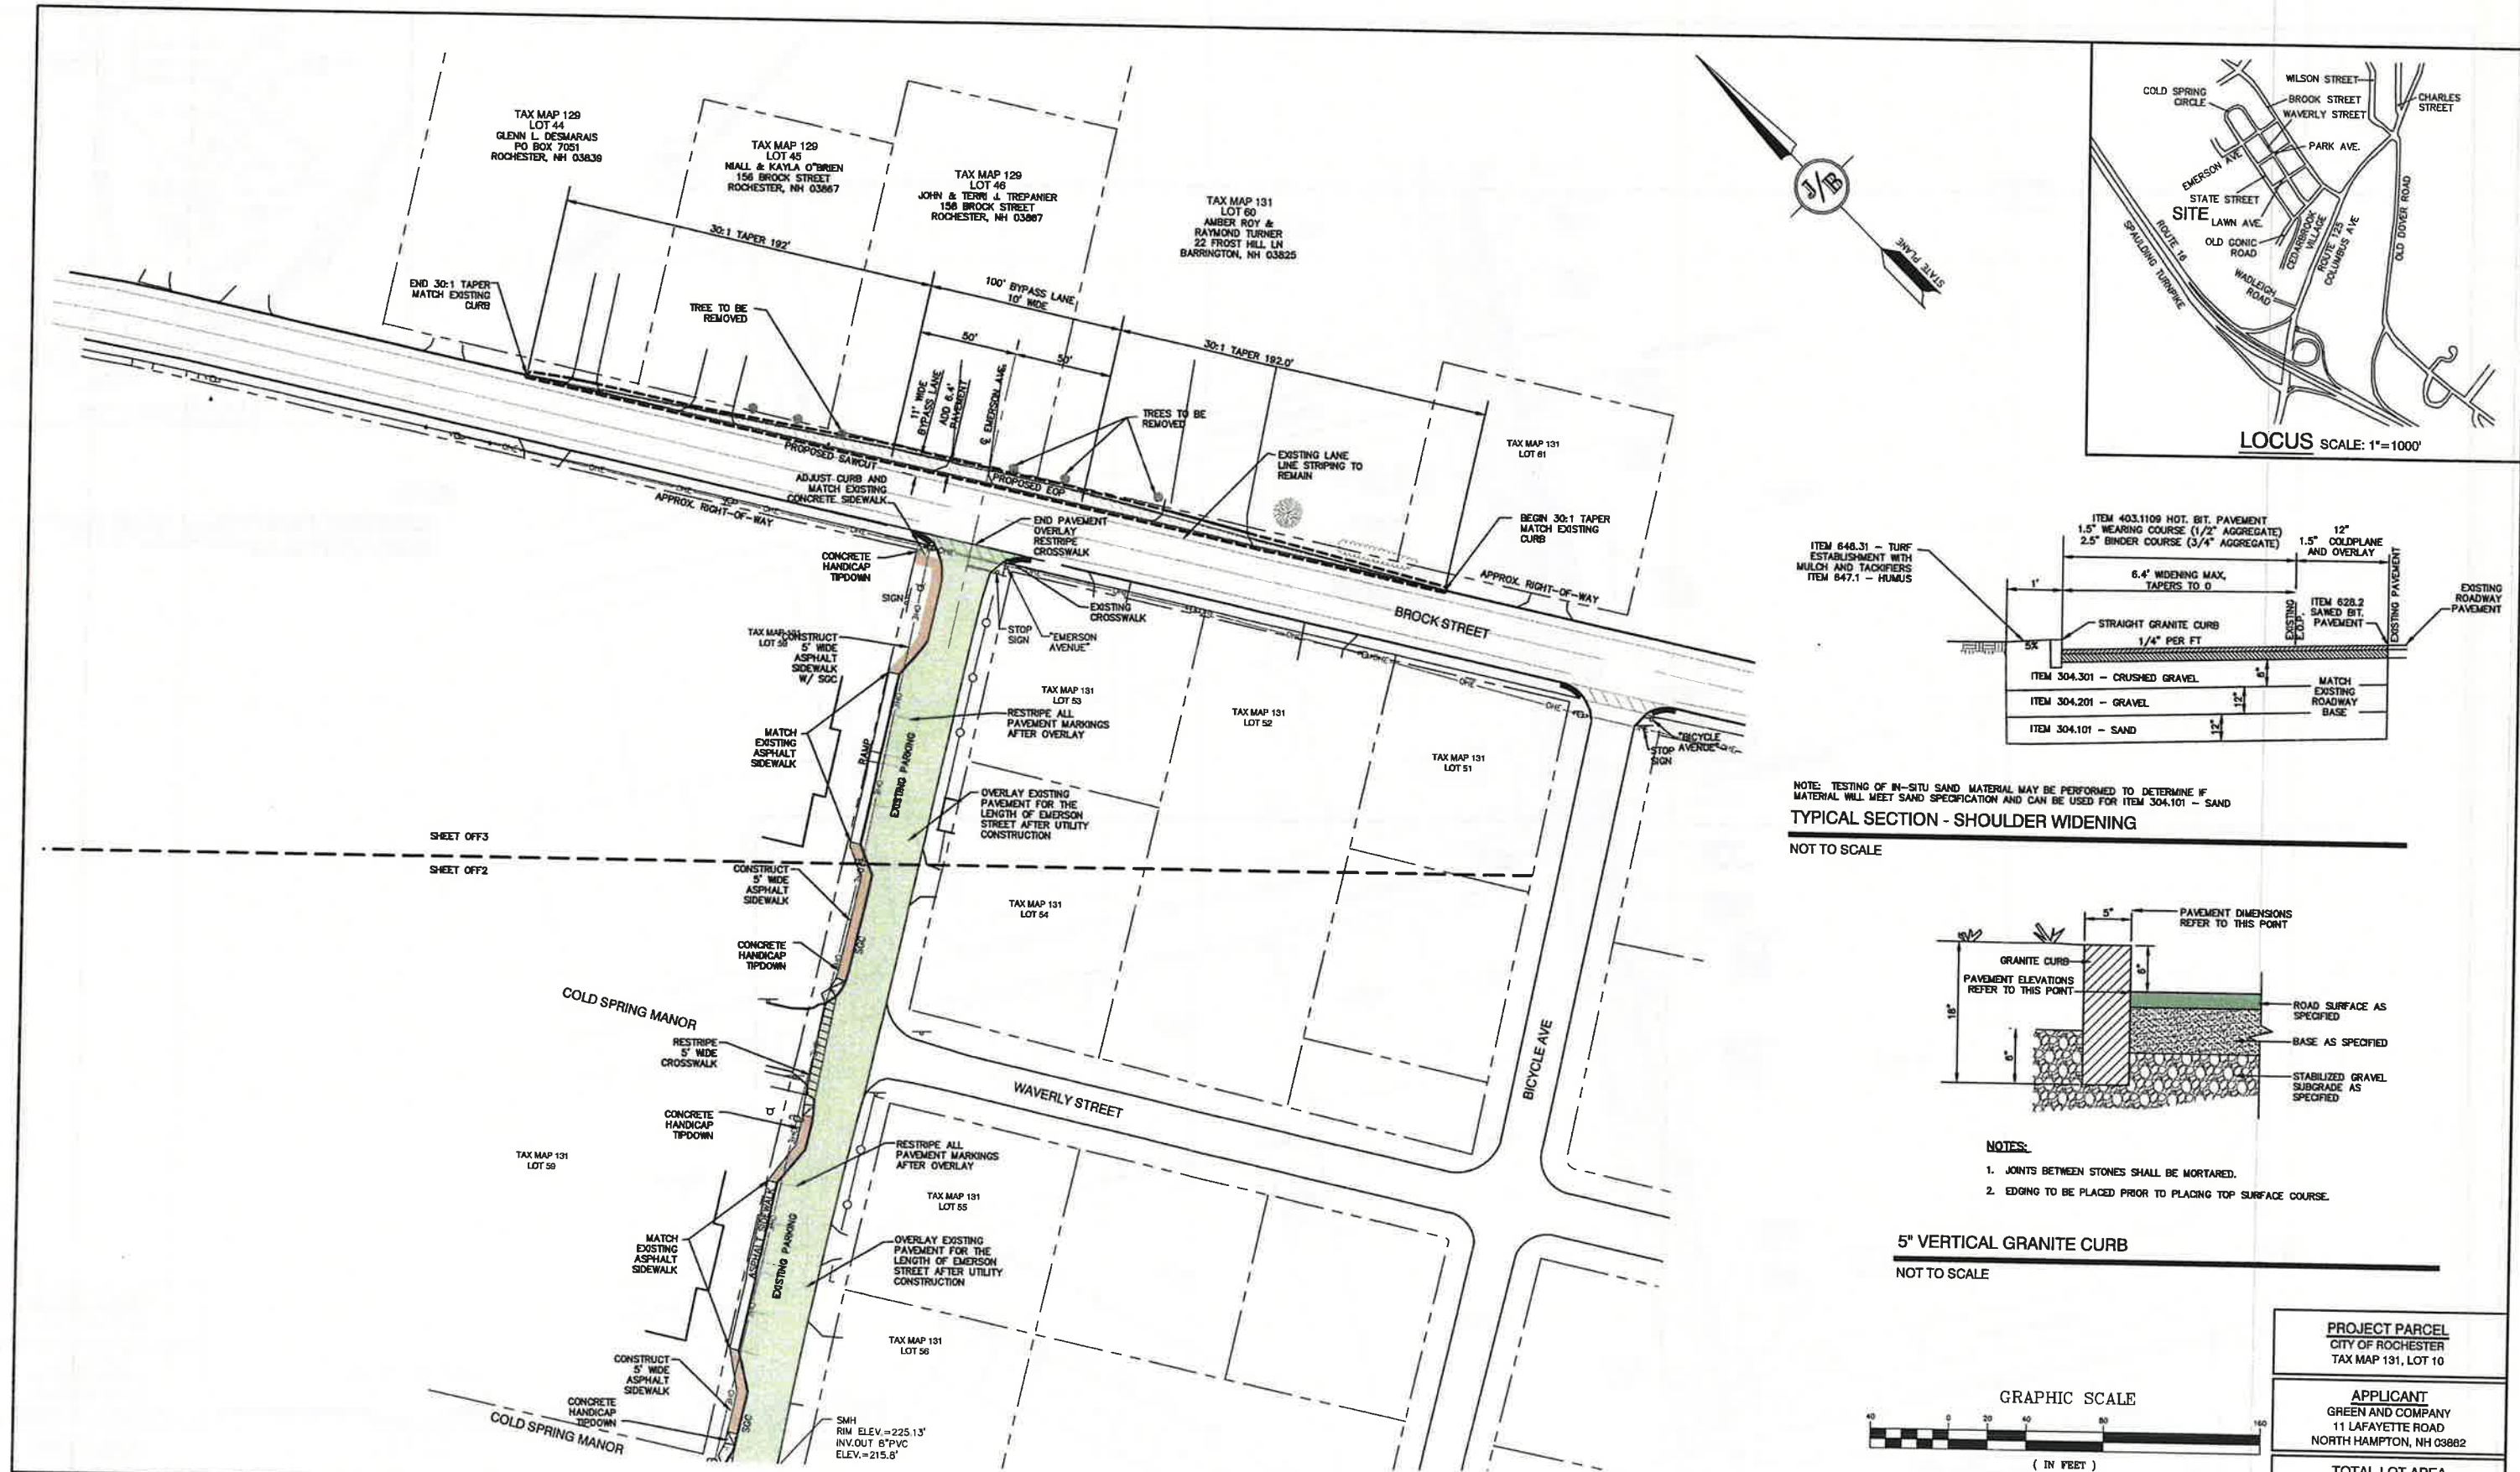 TAX MAP 129
LOT 44
GLENN L. DESMARAIS
PO BOX 7051
ROCHESTER, NH 03839
TAX MAP 129
LOT 45
NIALL & KAYLA O'BRIEN
156 BROCK STREET
ROCHESTER, NH 03867
TAX MAP 129
LOT 46
JOHN & TERRI J. TREPANIER
158 BROCK STREET
ROCHESTER, NH 03867
TAX MAP 131
LOT 60
AMBER ROY &
RAYMOND TURNER
22 FROST HILL LN
BARRINGTON, NH 03825
30:1 TAPER 192'
100' BYPASS LANE
10' WIDE
50'
50'
30:1 TAPER 192.0'
END 30:1 TAPER
MATCH EXISTING
CURB
TREE TO BE
REMOVED
11' WIDE
BYPASS LANE
ADD 6.4'
PAVEMENT
℄ EMERSON AVE.
TREES TO BE
REMOVED
EXISTING LANE
LINE STRIPING TO
REMAIN
TAX MAP 131
LOT 61
BEGIN 30:1 TAPER
MATCH EXISTING
CURB
PROPOSED SAWCUT
PROPOSED EOP
ADJUST CURB AND
MATCH EXISTING
CONCRETE SIDEWALK
APPROX. RIGHT-OF-WAY
APPROX. RIGHT-OF-WAY
BROCK STREET
END PAVEMENT
OVERLAY
RESTRIPE
CROSSWALK
CONCRETE
HANDICAP
TIPDOWN
SIGN
EXISTING
CROSSWALK
STOP
SIGN
"EMERSON
AVENUE"
TAX MAP 131
LOT 59
CONSTRUCT
5' WIDE
ASPHALT
SIDEWALK
W/ SGC
TAX MAP 131
LOT 53
RESTRIPE ALL
PAVEMENT MARKINGS
AFTER OVERLAY
TAX MAP 131
LOT 52
TAX MAP 131
LOT 51
"BICYCLE
AVENUE"
STOP
SIGN
MATCH
EXISTING
ASPHALT
SIDEWALK
RAMP
EXISTING PARKING
OVERLAY EXISTING
PAVEMENT FOR THE
LENGTH OF EMERSON
STREET AFTER UTILITY
CONSTRUCTION
SHEET OFF3
SHEET OFF2
CONSTRUCT
5' WIDE
ASPHALT
SIDEWALK
TAX MAP 131
LOT 54
CONCRETE
HANDICAP
TIPDOWN
SGC
COLD SPRING MANOR
RESTRIPE
5' WIDE
CROSSWALK
WAVERLY STREET
BICYCLE AVE
CONCRETE
HANDICAP
TIPDOWN
TAX MAP 131
LOT 59
RESTRIPE ALL
PAVEMENT MARKINGS
AFTER OVERLAY
TAX MAP 131
LOT 55
ASPHALT SIDEWALK
EXISTING PARKING
MATCH
EXISTING
ASPHALT
SIDEWALK
OVERLAY EXISTING
PAVEMENT FOR THE
LENGTH OF EMERSON
STREET AFTER UTILITY
CONSTRUCTION
TAX MAP 131
LOT 56
CONSTRUCT
5' WIDE
ASPHALT
SIDEWALK
CONCRETE
HANDICAP
TIPDOWN
SGC
COLD SPRING MANOR
SMH
RIM ELEV.=225.13'
INV.OUT 8"PVC
ELEV.=215.8'
J/B
STATE PLANE
WILSON STREET
COLD SPRING
CIRCLE
BROOK STREET
CHARLES
STREET
WAVERLY STREET
PARK AVE.
EMERSON AVE
STATE STREET
SITE
LAWN AVE.
OLD GONIC
ROAD
CEDARBROOK
VILLAGE
ROUTE 125
COLUMBUS AVE
OLD DOVER ROAD
ROUTE 16
SPAULDING TURNPIKE
WADLEIGH
ROAD
LOCUS SCALE: 1"=1000'
ITEM 403.1109 HOT. BIT. PAVEMENT
1.5" WEARING COURSE (1/2" AGGREGATE)
2.5" BINDER COURSE (3/4" AGGREGATE)
12"
1.5" COLDPLANE
AND OVERLAY
ITEM 646.31 - TURF
ESTABLISHMENT WITH
MULCH AND TACKIFIERS
ITEM 647.1 - HUMUS
1'
6.4' WIDENING MAX,
TAPERS TO 0
EXISTING
E.O.P.
ITEM 628.2
SAWED BIT.
PAVEMENT
EXISTING PAVEMENT
EXISTING
ROADWAY
PAVEMENT
STRAIGHT GRANITE CURB
1/4" PER FT
5%
ITEM 304.301 - CRUSHED GRAVEL
6"
ITEM 304.201 - GRAVEL
12"
ITEM 304.101 - SAND
12"
MATCH
EXISTING
ROADWAY
BASE
NOTE: TESTING OF IN-SITU SAND MATERIAL MAY BE PERFORMED TO DETERMINE IF
MATERIAL WILL MEET SAND SPECIFICATION AND CAN BE USED FOR ITEM 304.101 - SAND
TYPICAL SECTION - SHOULDER WIDENING
NOT TO SCALE
5"
PAVEMENT DIMENSIONS
REFER TO THIS POINT
GRANITE CURB
PAVEMENT ELEVATIONS
REFER TO THIS POINT
6"
18"
6"
ROAD SURFACE AS
SPECIFIED
BASE AS SPECIFIED
STABILIZED GRAVEL
SUBGRADE AS
SPECIFIED
NOTES:
1. JOINTS BETWEEN STONES SHALL BE MORTARED.
2. EDGING TO BE PLACED PRIOR TO PLACING TOP SURFACE COURSE.
5" VERTICAL GRANITE CURB
NOT TO SCALE
GRAPHIC SCALE
40 0 20 40 80 160
( IN FEET )
PROJECT PARCEL
CITY OF ROCHESTER
TAX MAP 131, LOT 10
APPLICANT
GREEN AND COMPANY
11 LAFAYETTE ROAD
NORTH HAMPTON, NH 03862
TOTAL LOT AREA